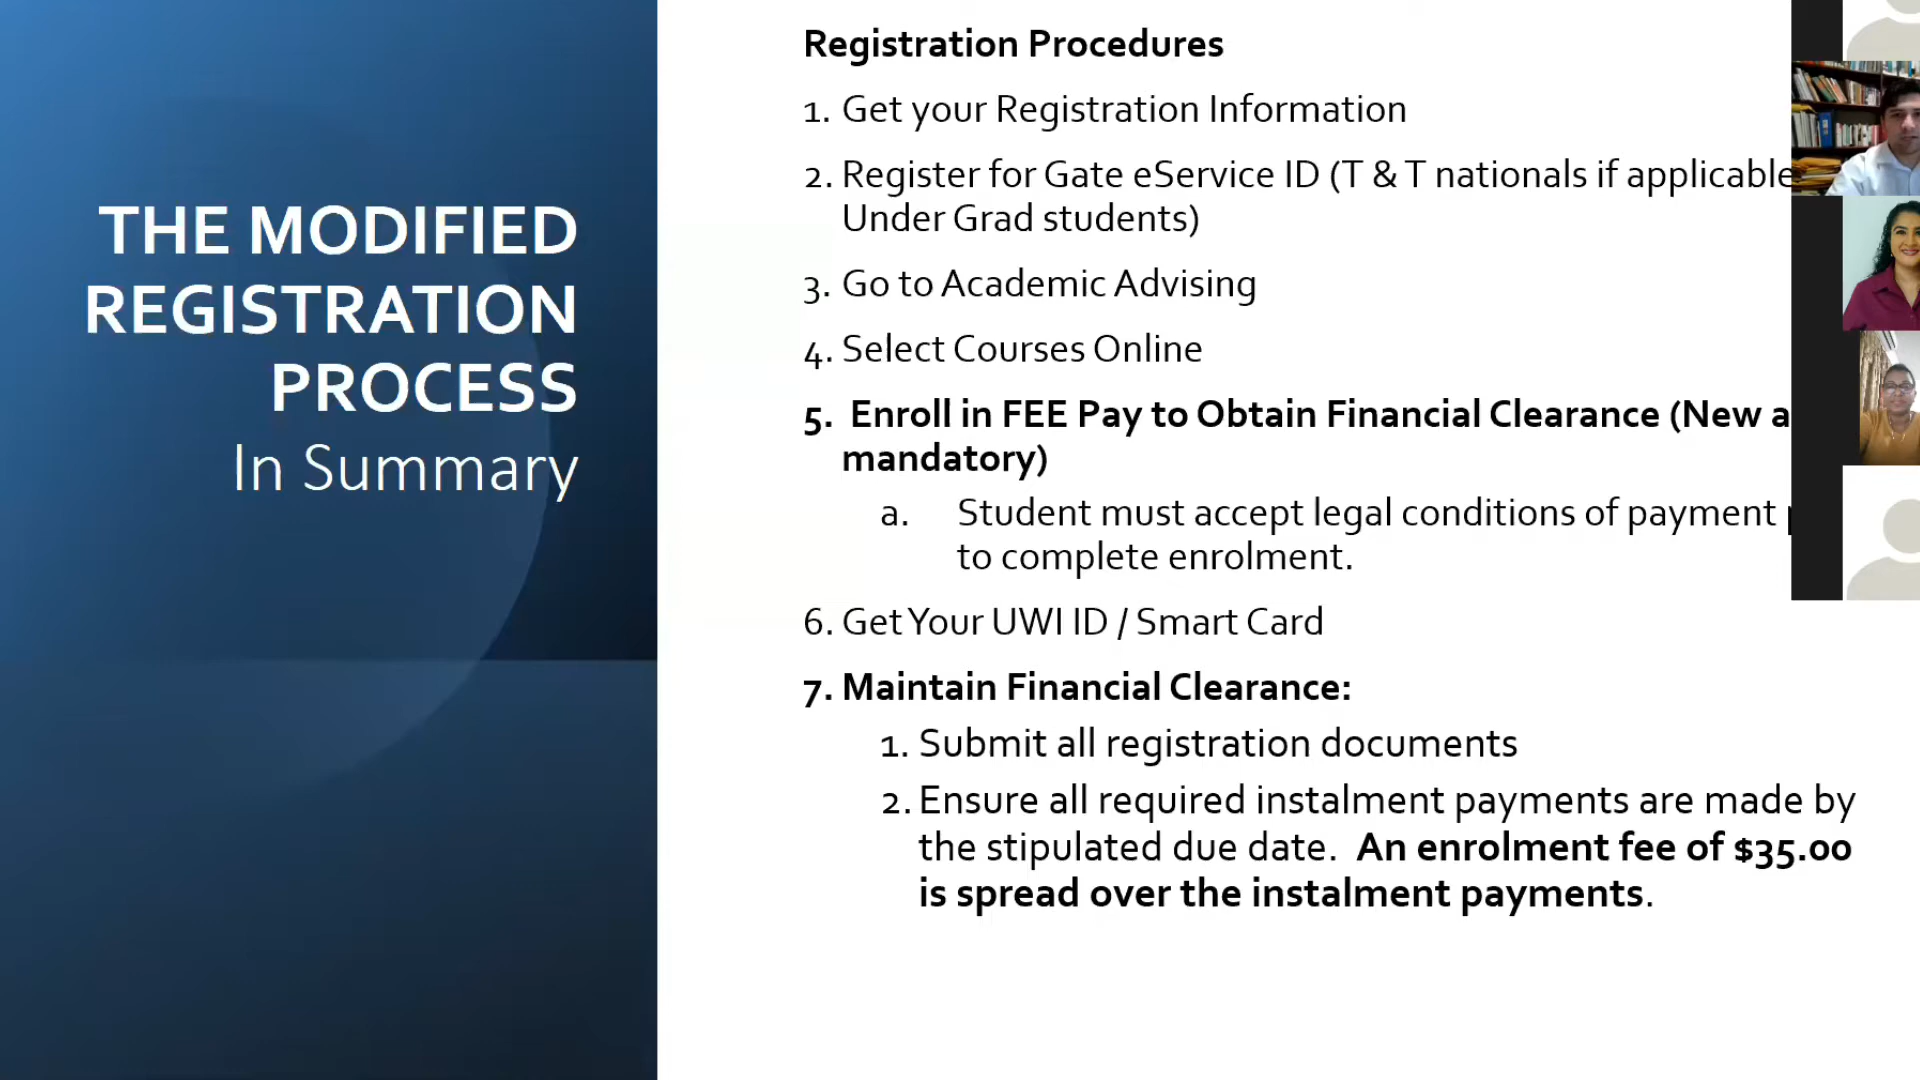 THE MODIFIED
REGISTRATION
PROCESS
In Summary
Registration Procedures
1. Get your Registration Information
2. Register for Gate eService ID (T & T nationals if applicable
Under Grad students)
3. Go to Academic Advising
4. Select Courses Online
5. Enroll in FEE Pay to Obtain Financial Clearance (New
mandatory)
a. Student must accept legal conditions of payment
to complete enrolment.
6. Get Your UWI ID / Smart Card
7. Maintain Financial Clearance:
1. Submit all registration documents
2. Ensure all required instalment payments are made by
the stipulated due date. An enrolment fee of $35.00
is spread over the instalment payments.